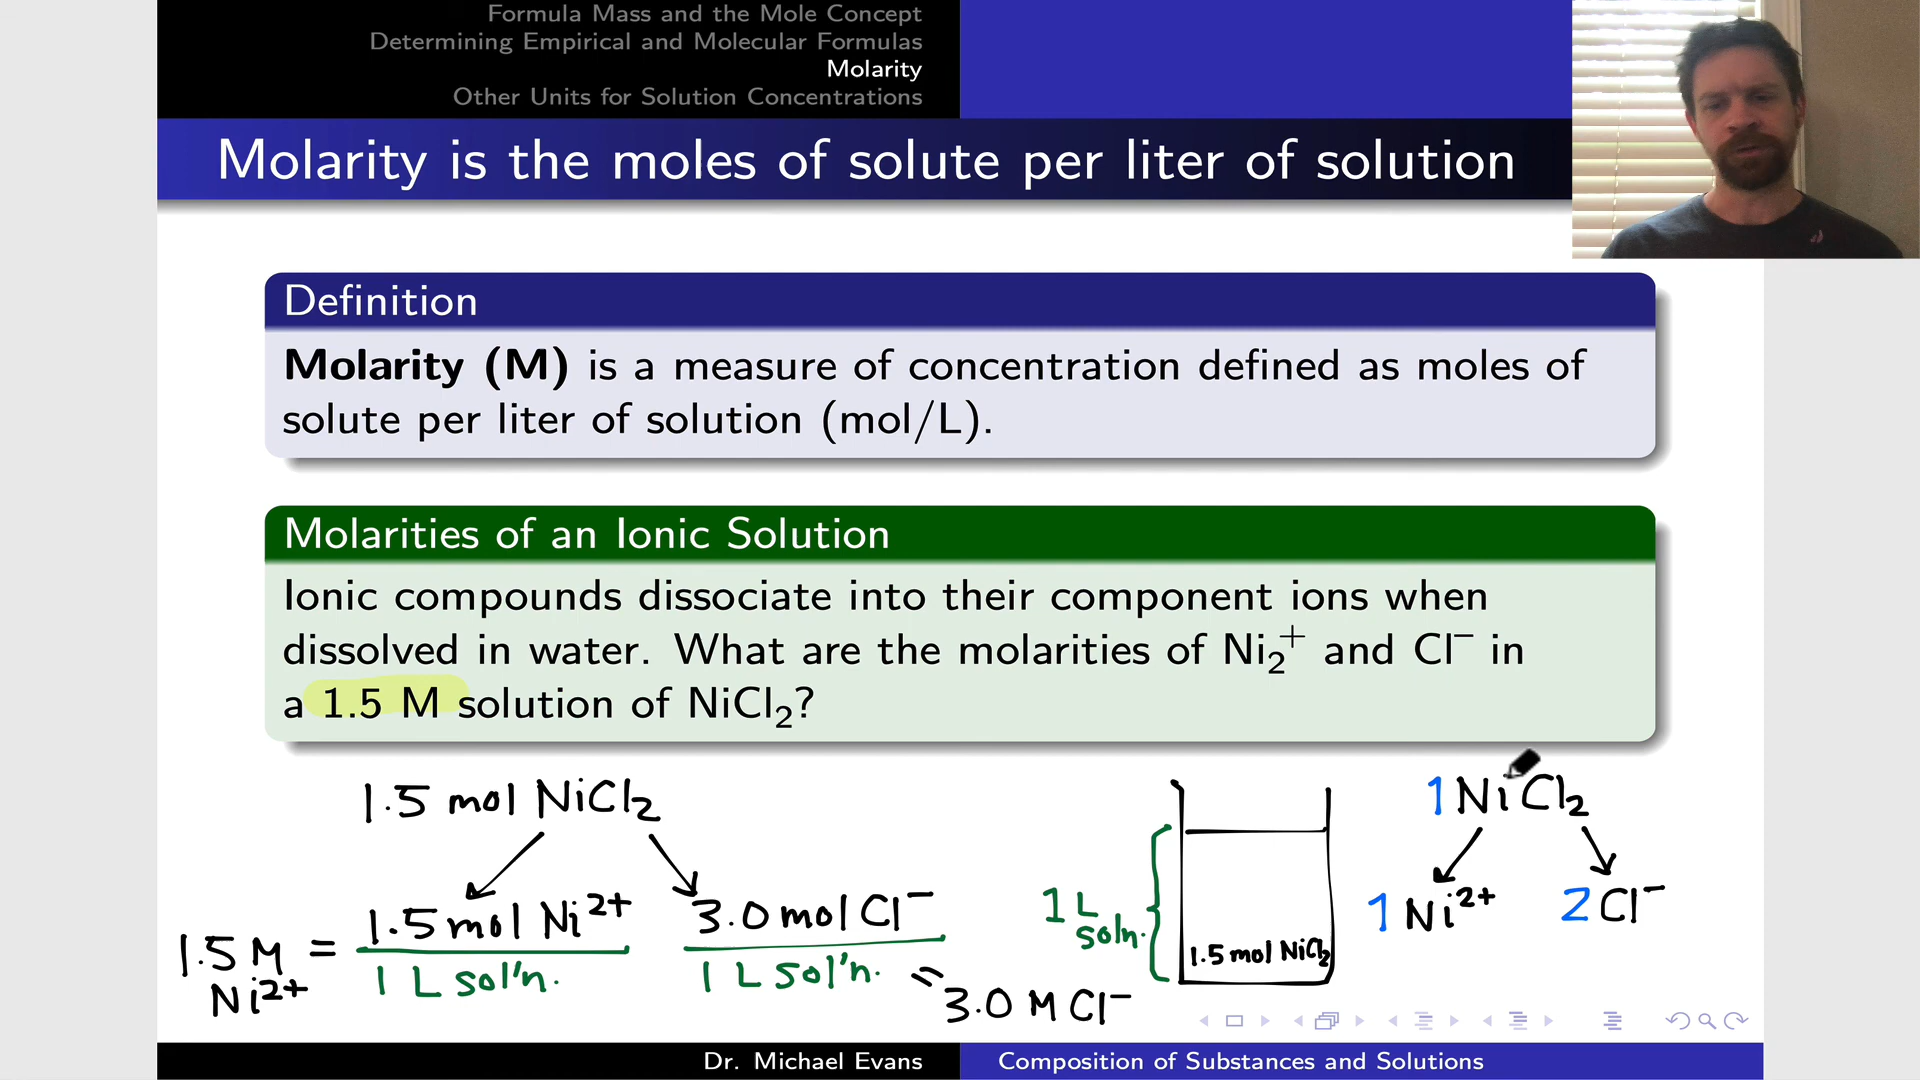 Formula Mass and the Mole Concept
Determining Empirical and Molecular Formulas
Molarity
Other Units for Solution Concentrations
Molarity is the moles of solute per liter of solution
Definition
Molarity (M) is a measure of concentration defined as moles of
solute per liter of solution (mol/L).
Molarities of an Ionic Solution
Ionic compounds dissociate into their component ions when
dissolved in water. What are the molarities of Ni₂⁺ and Cl⁻ in
a 1.5 M solution of NiCl₂?
1.5 mol NiCl₂
1.5 M Ni²⁺ = 1.5 mol Ni²⁺ / 1 L sol'n.
3.0 mol Cl⁻ / 1 L sol'n. = 3.0 M Cl⁻
1 L soln.
1.5 mol NiCl₂
1 NiCl₂
1 Ni²⁺ 2 Cl⁻
Dr. Michael Evans
Composition of Substances and Solutions